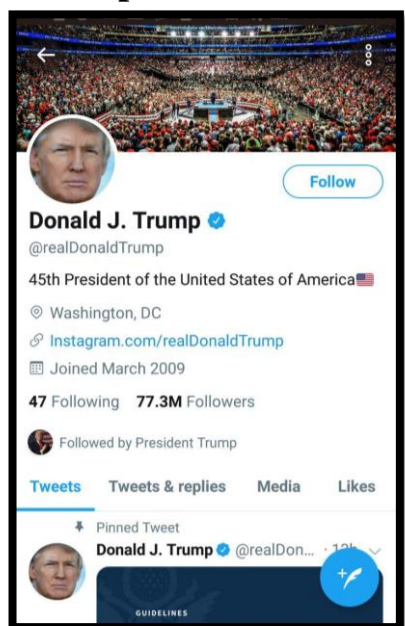 Follow
Donald J. Trump
@realDonaldTrump
45th President of the United States of America🇺🇸
Washington, DC
Instagram.com/realDonaldTrump
Joined March 2009
47 Following 77.3M Followers
Followed by President Trump
Tweets Tweets & replies Media Likes
Pinned Tweet
Donald J. Trump @realDon... · 12h
GUIDELINES